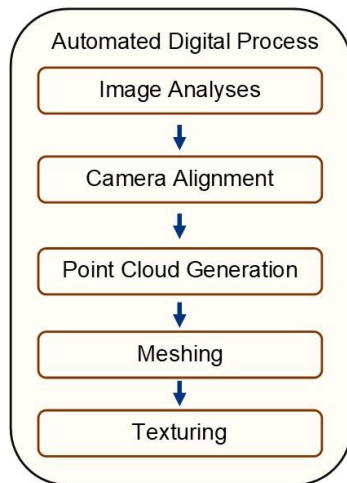 Automated Digital Process
Image Analyses
Camera Alignment
Point Cloud Generation
Meshing
Texturing